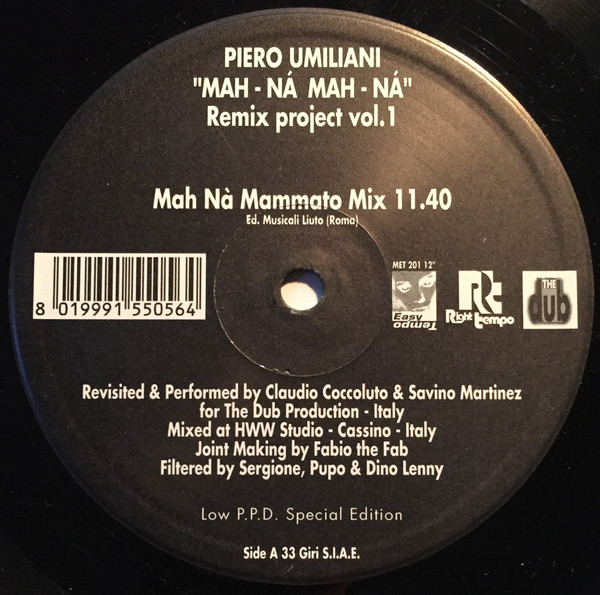 PIERO UMILIANI
"MAH - NÁ MAH - NÁ"
Remix project vol.1
Mah Nà Mammato Mix 11.40
Ed. Musicali Liuto (Roma)
8 019991 550564
MET 201 12"
Easy
Tempo
Rt
Right tempo
THE
dub
Revisited & Performed by Claudio Coccoluto & Savino Martinez
for The Dub Production - Italy
Mixed at HWW Studio - Cassino - Italy
Joint Making by Fabio the Fab
Filtered by Sergione, Pupo & Dino Lenny
Low P.P.D. Special Edition
Side A 33 Giri S.I.A.E.